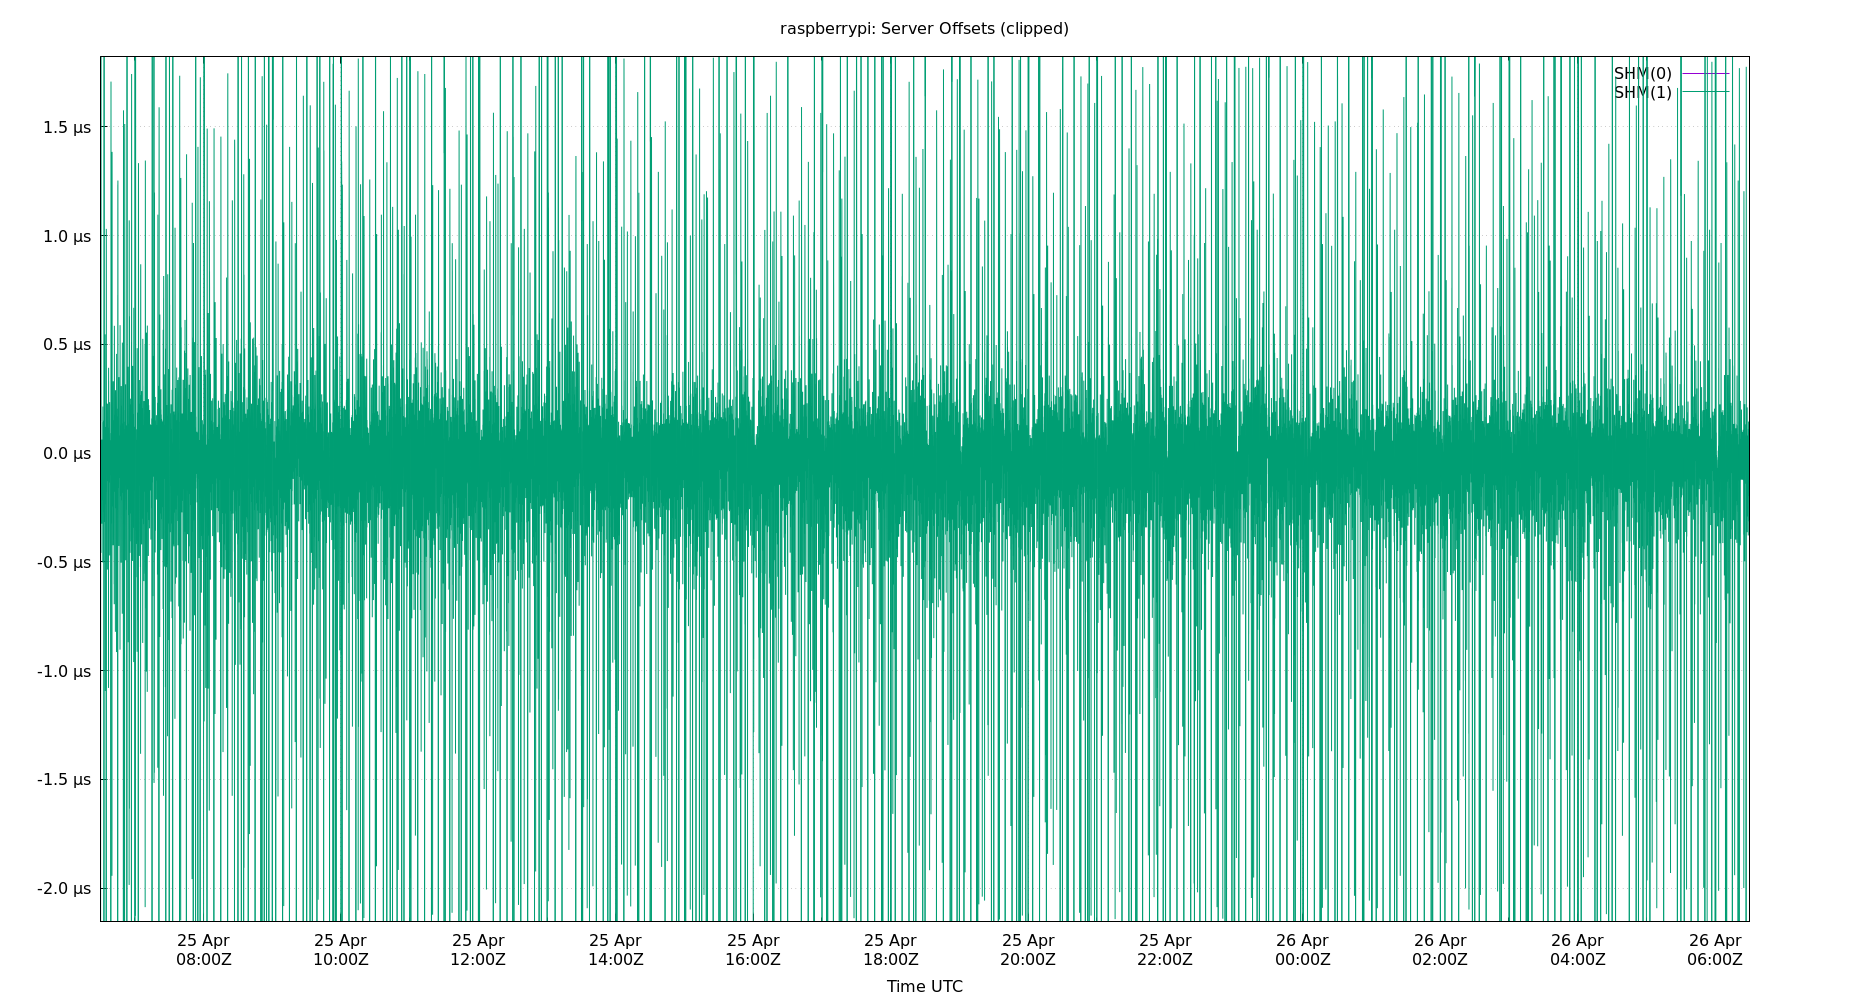 raspberrypi: Server Offsets (clipped)
SHM(0)
SHM(1)
1.5 µs
1.0 µs
0.5 µs
0.0 µs
-0.5 µs
-1.0 µs
-1.5 µs
-2.0 µs
25 Apr 25 Apr 25 Apr 25 Apr 25 Apr 25 Apr 25 Apr 25 Apr 26 Apr 26 Apr 26 Apr 26 Apr
08:00Z 10:00Z 12:00Z 14:00Z 16:00Z 18:00Z 20:00Z 22:00Z 00:00Z 02:00Z 04:00Z 06:00Z
Time UTC